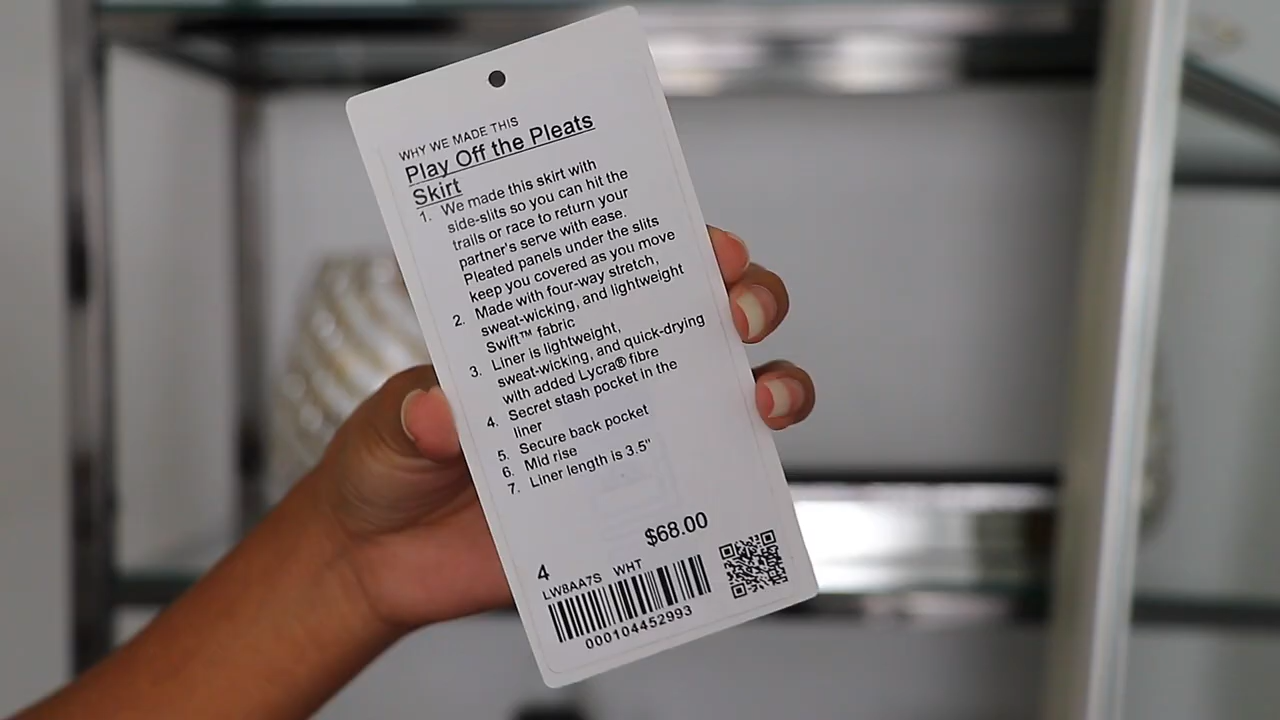 WHY WE MADE THIS
Play Off the Pleats
Skirt
1. We made this skirt with
side-slits so you can hit the
trails or race to return your
partner's serve with ease.
Pleated panels under the slits
keep you covered as you move
2. Made with four-way stretch,
sweat-wicking, and lightweight
Swift™ fabric
3. Liner is lightweight,
sweat-wicking, and quick-drying
with added Lycra® fibre
4. Secret stash pocket in the
liner
5. Secure back pocket
6. Mid rise
7. Liner length is 3.5"
$68.00
4
LW8AA7S WHT
000104452993